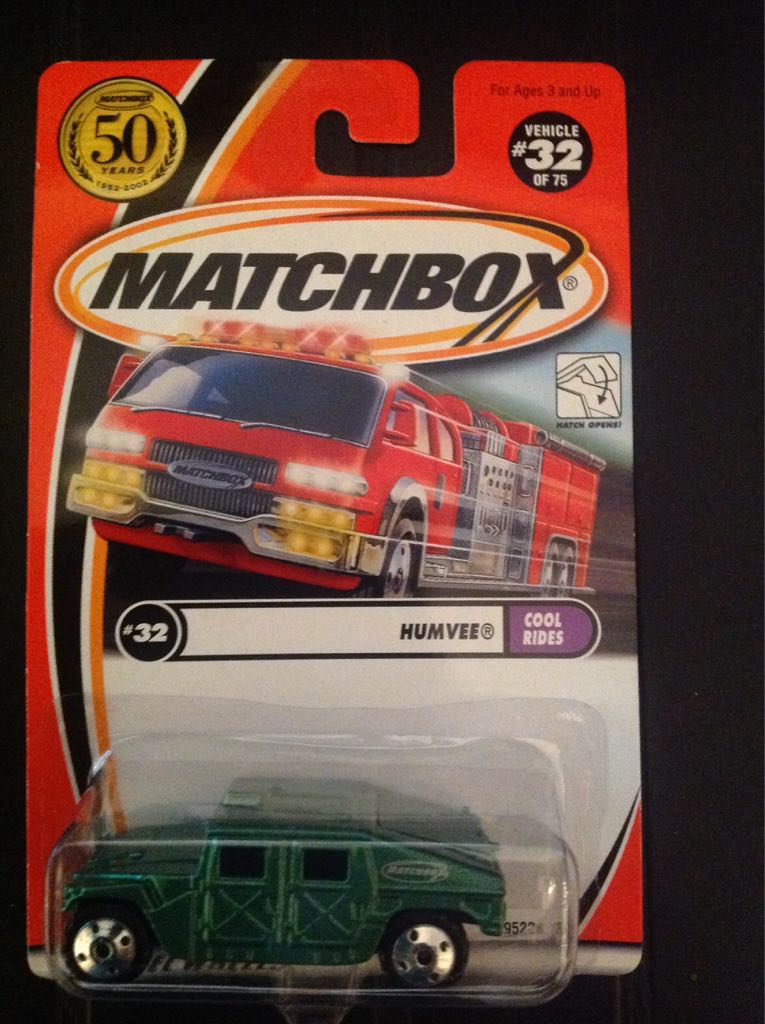 MATCHBOX
50
YEARS
1952-2002
For Ages 3 and Up
VEHICLE
#32
OF 75
MATCHBOX®
HATCH OPENS!
MATCHBOX
#32
HUMVEE®
COOL
RIDES
MATCHBOX